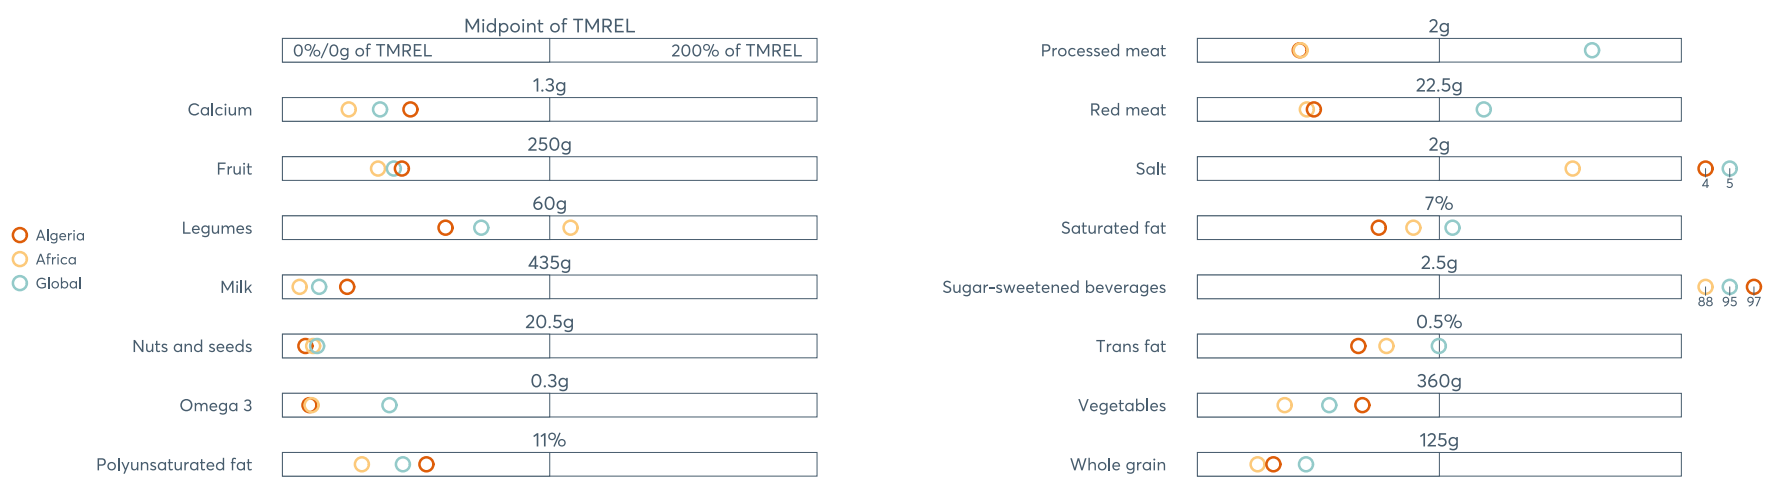 Midpoint of TMREL
0%/0g of TMREL
200% of TMREL
Calcium
1.3g
Fruit
250g
Legumes
60g
Milk
435g
Nuts and seeds
20.5g
Omega 3
0.3g
Polyunsaturated fat
11%
Algeria
Africa
Global
Processed meat
2g
Red meat
22.5g
Salt
2g
4
5
Saturated fat
7%
Sugar-sweetened beverages
2.5g
88
95
97
Trans fat
0.5%
Vegetables
360g
Whole grain
125g